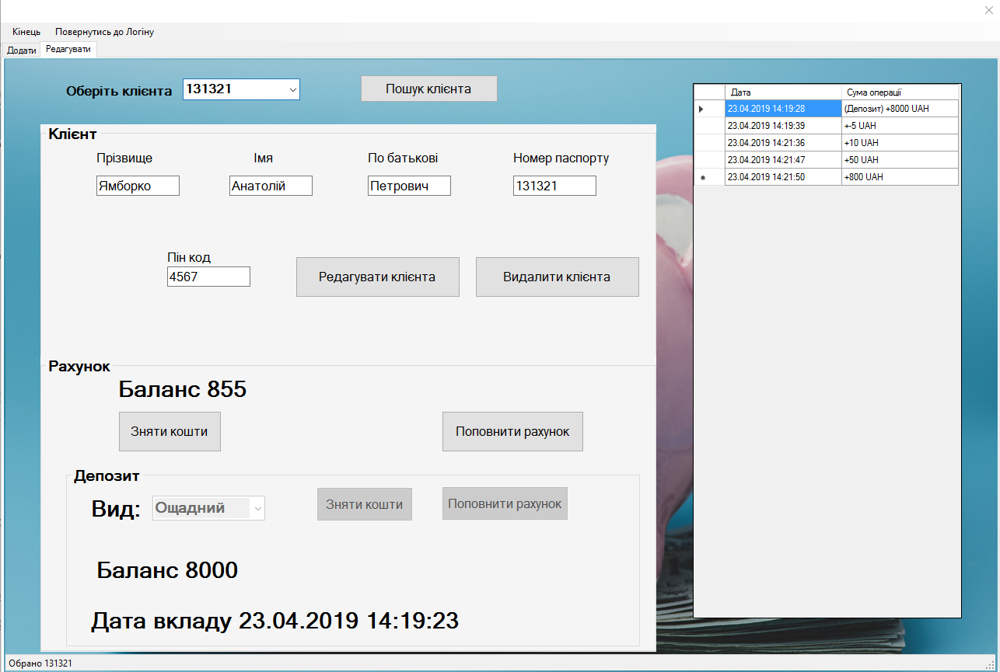 Кінець Повернутись до Логіну
Додати Редагувати
Оберіть клієнта 131321 Пошук клієнта
Клієнт
Прізвище Імя По батькові Номер паспорту
Ямборко Анатолій Петрович 131321
Пін код
4567 Редагувати клієнта Видалити клієнта
Рахунок
Баланс 855
Зняти кошти Поповнити рахунок
Депозит
Вид: Ощадний Зняти кошти Поповнити рахунок
Баланс 8000
Дата вкладу 23.04.2019 14:19:23
Дата Сума операції
23.04.2019 14:19:28 (Депозит) +8000 UAH
23.04.2019 14:19:39 +-5 UAH
23.04.2019 14:21:36 +10 UAH
23.04.2019 14:21:47 +50 UAH
23.04.2019 14:21:50 +800 UAH
Обрано 131321